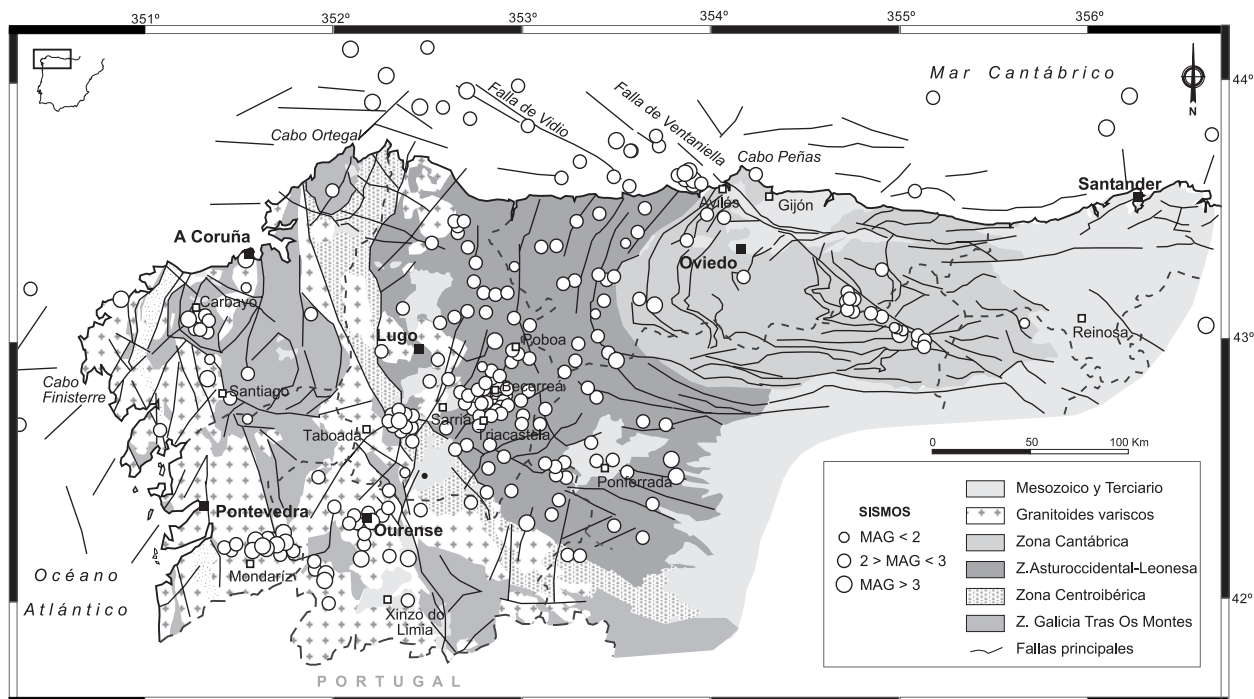 351º 352º 353º 354º 355º 356º
Mar Cantábrico
44º
N
Falla de Vidio
Falla de Ventaniella
Cabo Ortegal
Cabo Peñas
Santander
Avilés
Gijón
A Coruña
Oviedo
Carbayo
Reinosa
Lugo
Poboa
43º
Cabo
Finisterre
Santiago
Becerreá
Sarria
Taboada
Triacastela
0 50 100 Km
Ponferrada
Pontevedra
Ourense
Mondaríz
Océano
Atlántico
Xinzo do
Limia
42º
PORTUGAL
SISMOS
MAG < 2
2 > MAG < 3
MAG > 3
Mesozoico y Terciario
Granitoides variscos
Zona Cantábrica
Z.Asturoccidental-Leonesa
Zona Centroibérica
Z. Galicia Tras Os Montes
Fallas principales